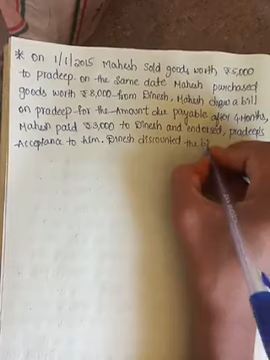 * On 1/1/2015 Mahesh sold goods worth ₹5,000
to pradeep. on the same date Mahesh purchased
goods worth ₹8,000 from Dinesh, Mahesh drew a bill
on pradeep for the Amount due payable after 4 Months,
Mahesh paid ₹3,000 to Dinesh and endorsed, pradeep's
Acceptance to him. Dinesh discounted the bi